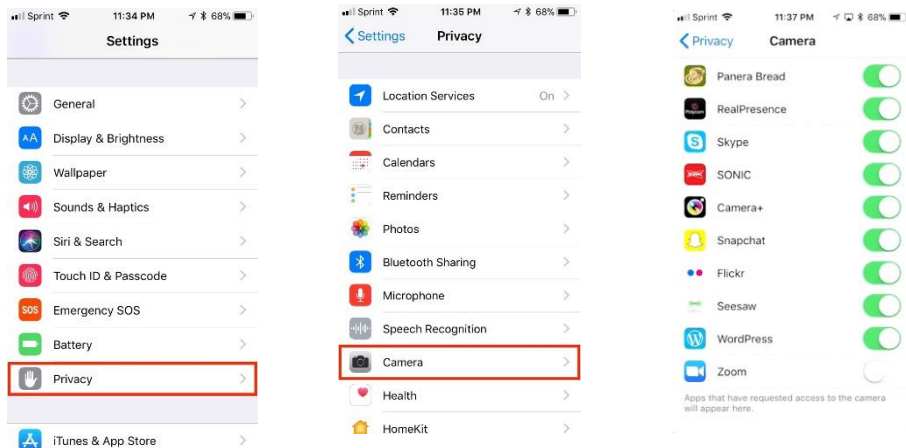 Sprint 11:34 PM 68%
Settings
General
AA Display & Brightness
Wallpaper
Sounds & Haptics
Siri & Search
Touch ID & Passcode
SOS Emergency SOS
Battery
Privacy
iTunes & App Store
Sprint 11:35 PM 68%
Settings Privacy
Location Services On
Contacts
Calendars
Reminders
Photos
Bluetooth Sharing
Microphone
Speech Recognition
Camera
Health
HomeKit
Sprint 11:37 PM 68%
Privacy Camera
Panera Bread
RealPresence
Skype
SONIC
Camera+
Snapchat
Flickr
Seesaw
WordPress
Zoom
Apps that have requested access to the camera
will appear here.